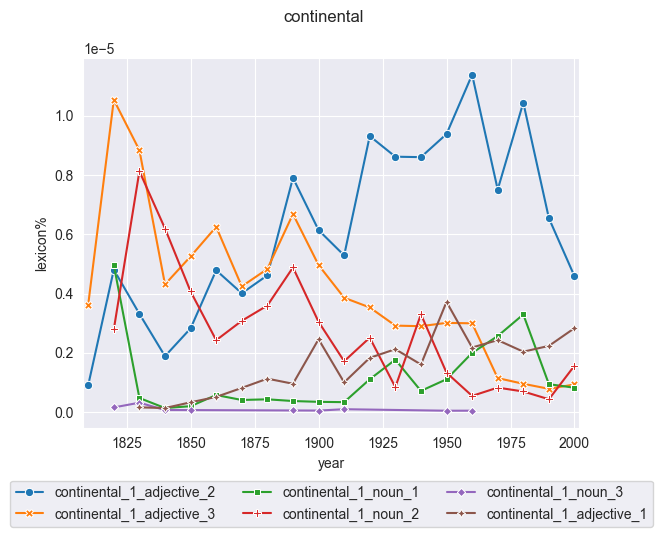 continental
1e−5
1.0
0.8
0.6
0.4
0.2
0.0
lexicon%
1825 1850 1875 1900 1925 1950 1975 2000
year
continental_1_adjective_2 continental_1_noun_1 continental_1_noun_3
continental_1_adjective_3 continental_1_noun_2 continental_1_adjective_1